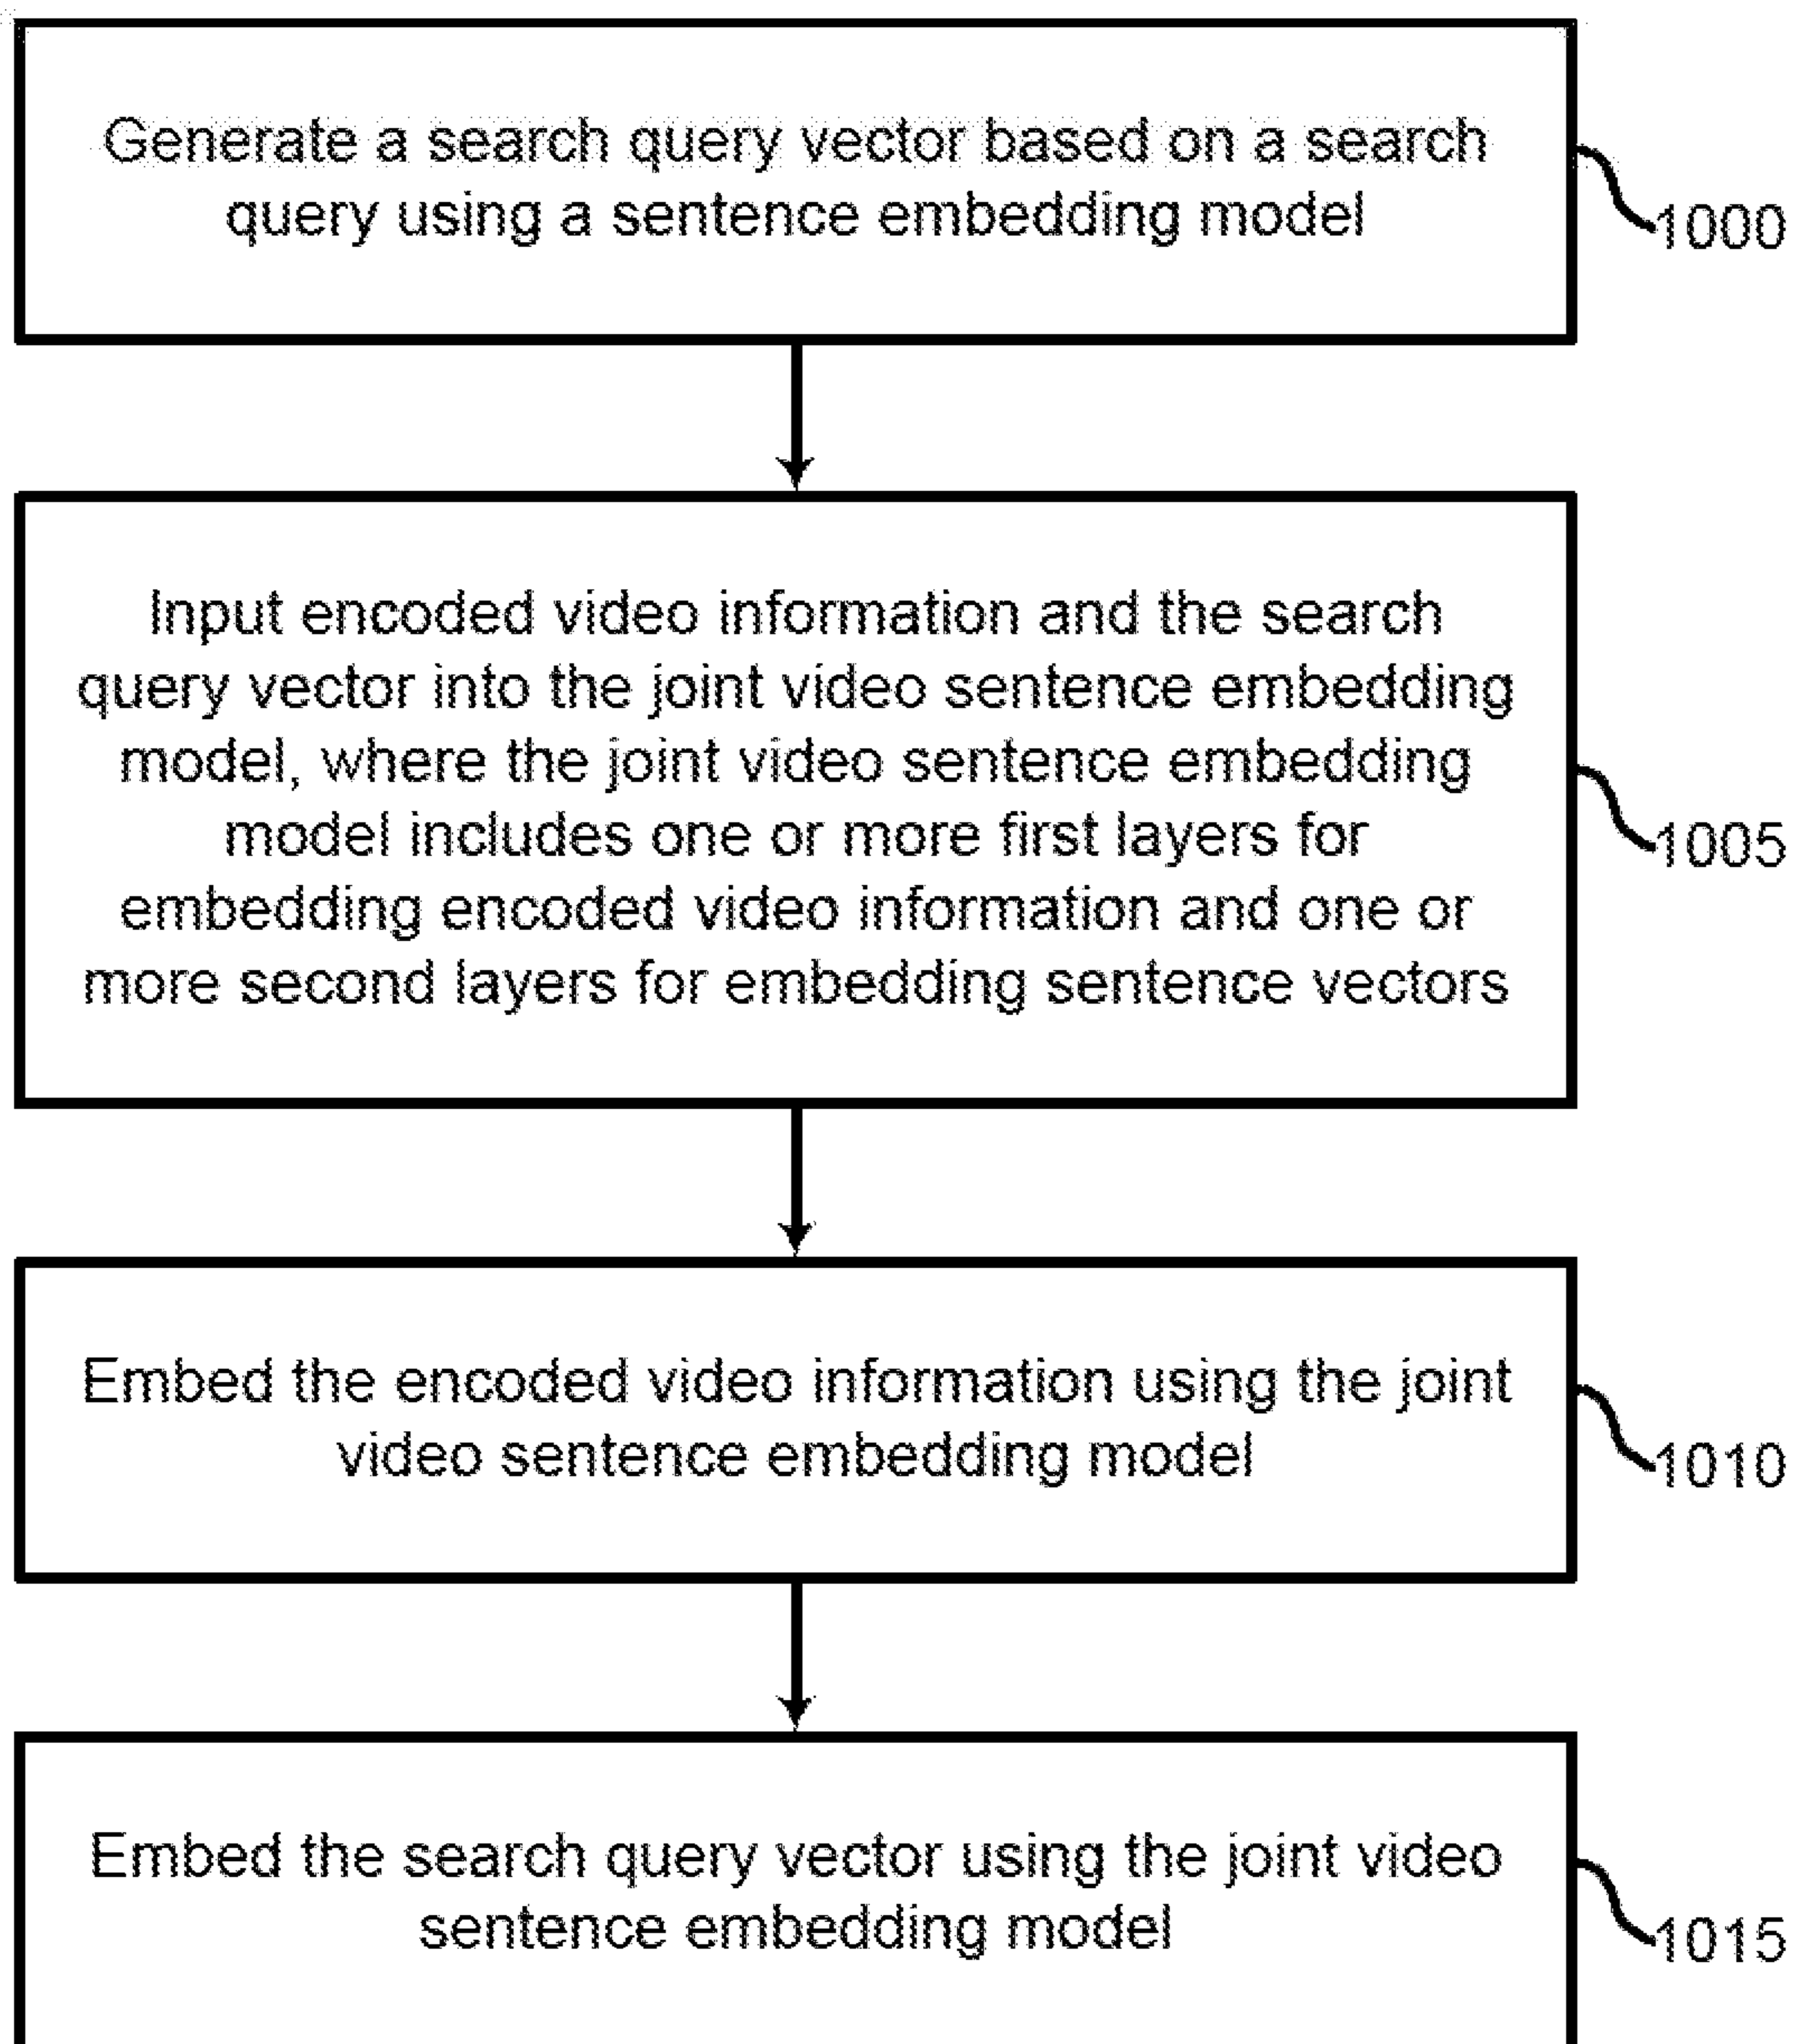 Generate a search query vector based on a search
query using a sentence embedding model
1000
Input encoded video information and the search
query vector into the joint video sentence embedding
model, where the joint video sentence embedding
model includes one or more first layers for
embedding encoded video information and one or
more second layers for embedding sentence vectors
1005
Embed the encoded video information using the joint
video sentence embedding model
1010
Embed the search query vector using the joint video
sentence embedding model
1015